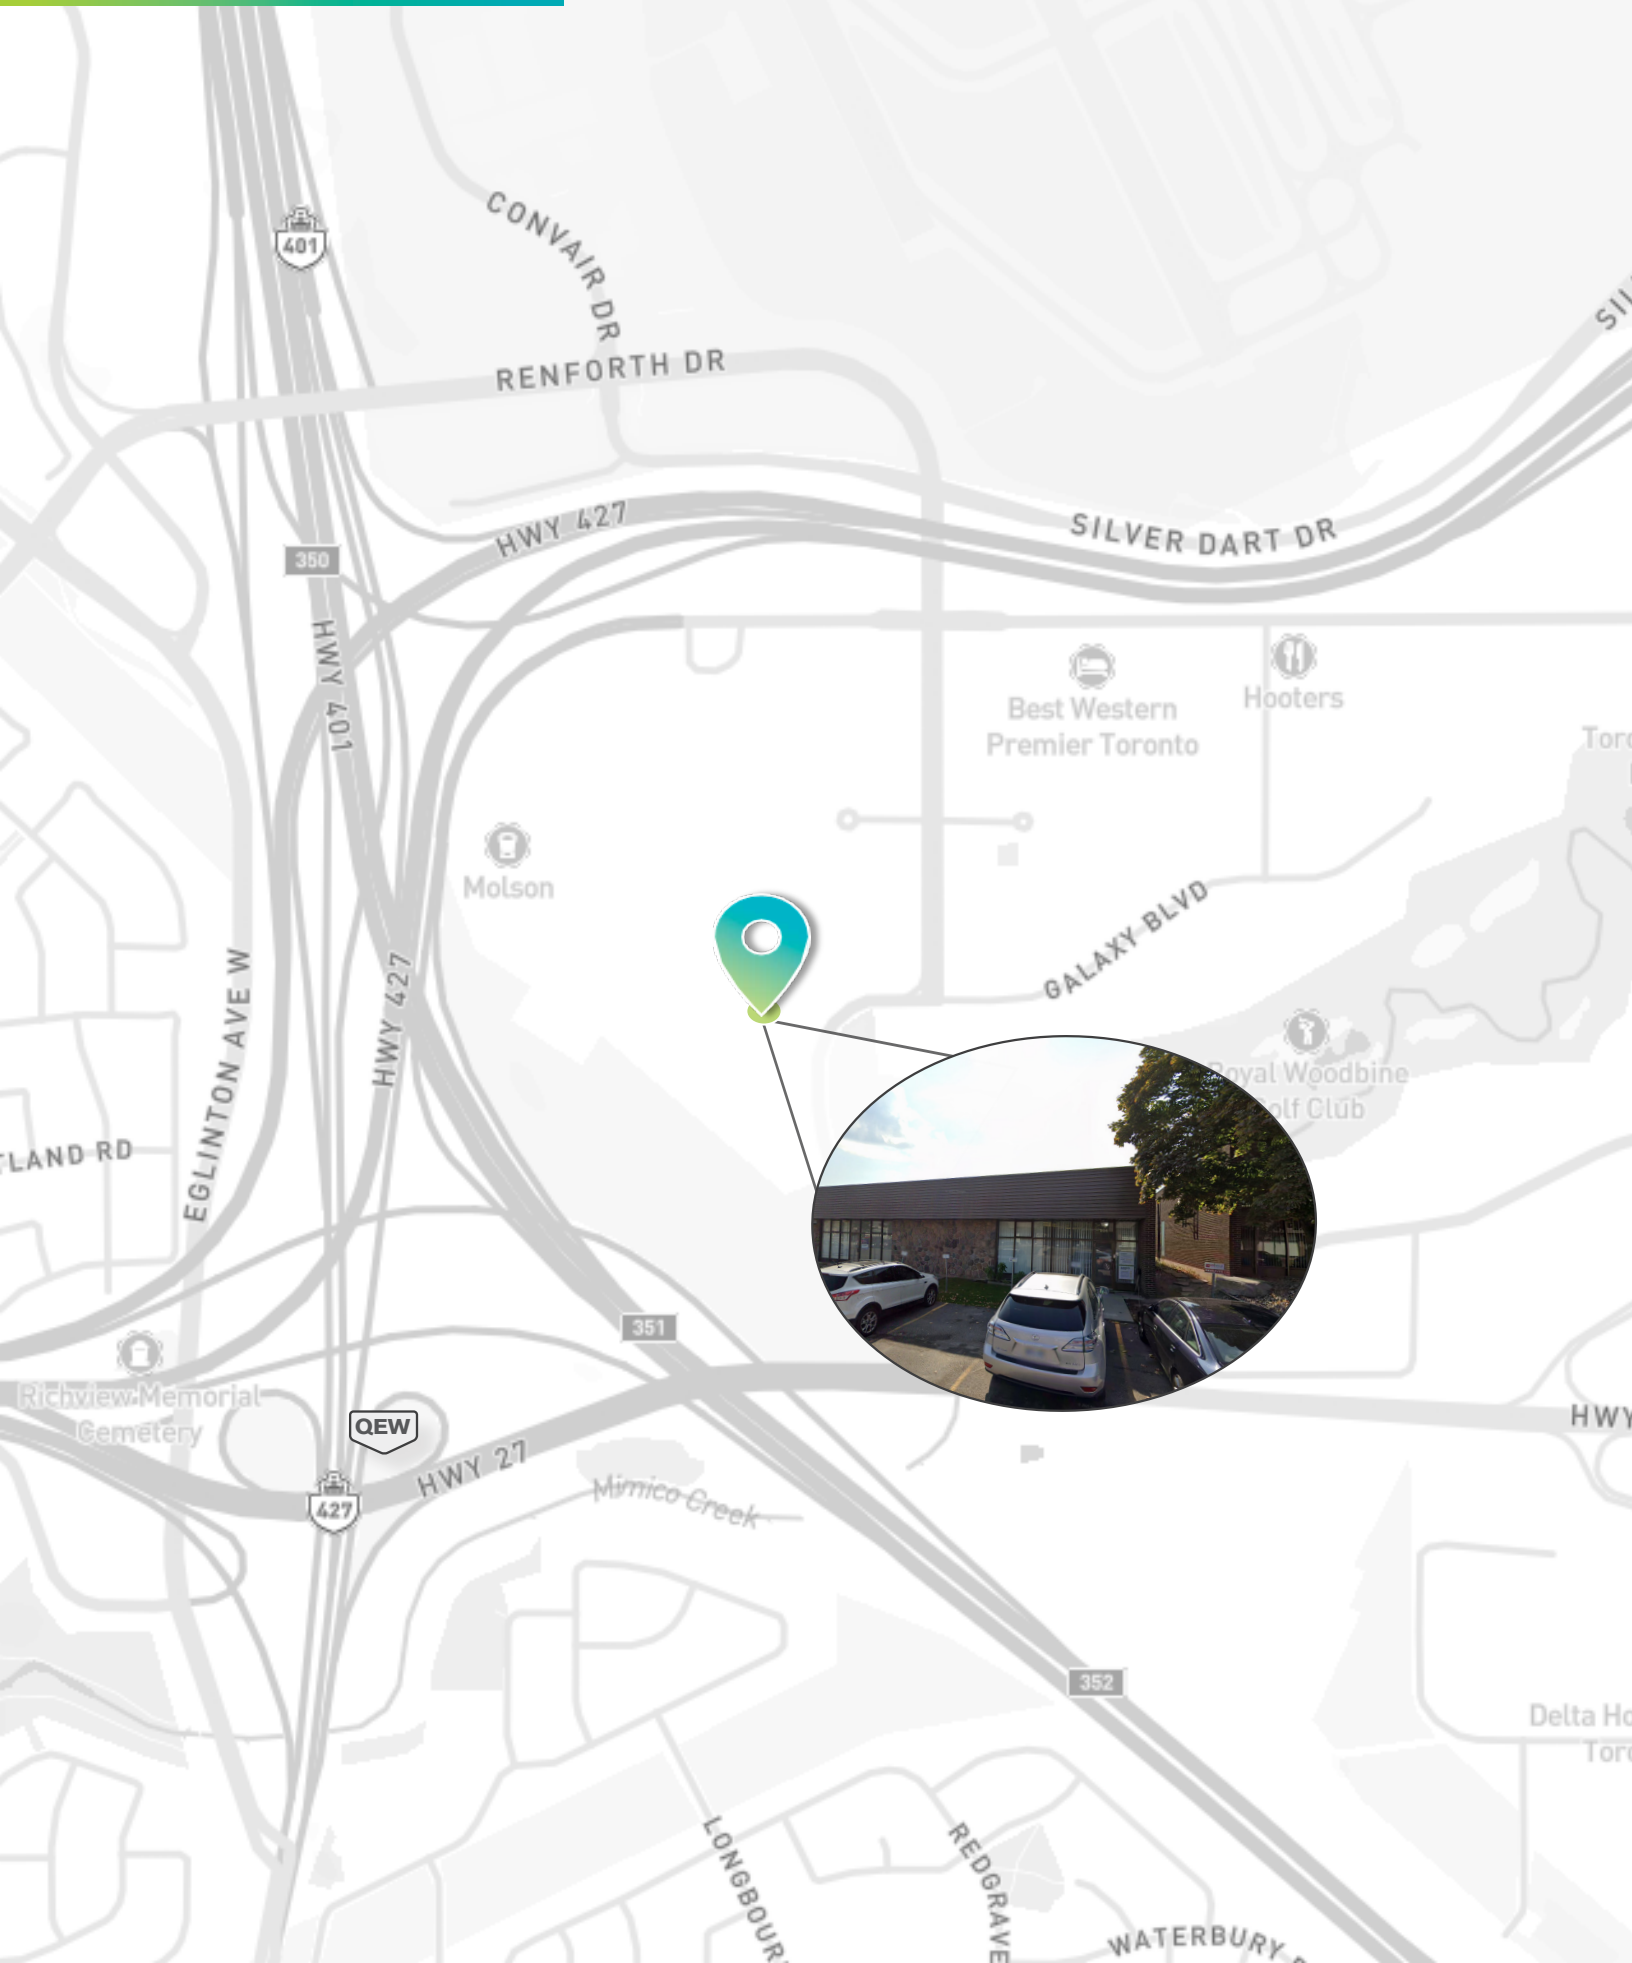 401
CONVAIR DR
RENFORTH DR
HWY 427
SILVER DART DR
350
HWY 401
Best Western
Premier Toronto
Hooters
Molson
GALAXY BLVD
EGLINTON AVE W
HWY 427
Royal Woodbine
Golf Club
TLAND RD
351
Richview Memorial
Cemetery
QEW
HWY
HWY 27
427
Mimico Creek
352
Delta
LONGBOUR
REDGRAVE
WATERBURY